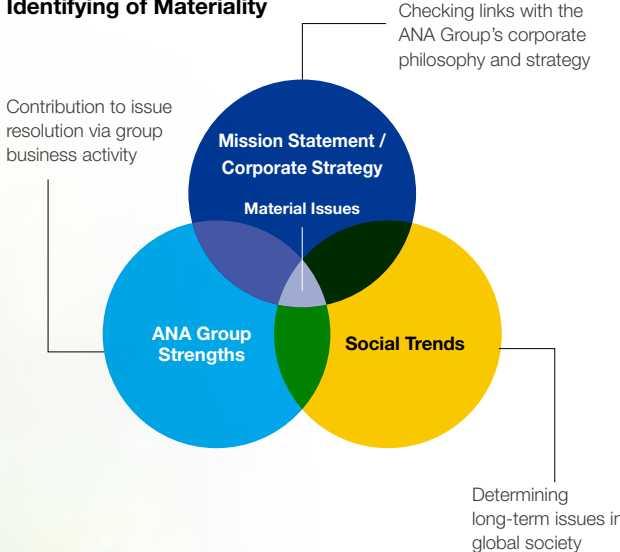 Identifying of Materiality
Checking links with the
ANA Group's corporate
philosophy and strategy
Contribution to issue
resolution via group
business activity
Mission Statement /
Corporate Strategy
Material Issues
ANA Group
Strengths
Social Trends
Determining
long-term issues in
global society